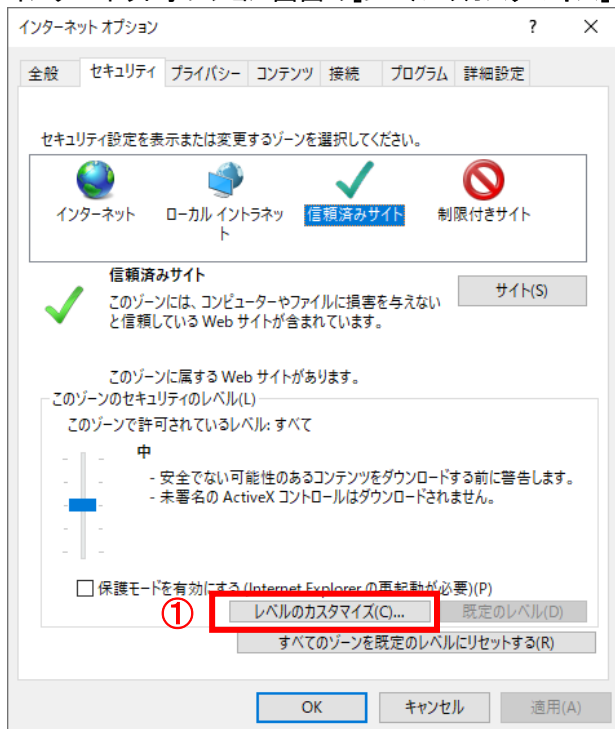 インターネット オプション
?
×
全般 セキュリティ プライバシー コンテンツ 接続 プログラム 詳細設定
セキュリティ設定を表示または変更するゾーンを選択してください。
インターネット ローカル イントラネット 信頼済みサイト 制限付きサイト
信頼済みサイト
このゾーンには、コンピューターやファイルに損害を与えない
と信頼している Web サイトが含まれています。
サイト(S)
このゾーンに属する Web サイトがあります。
このゾーンのセキュリティのレベル(L)
このゾーンで許可されているレベル: すべて
中
- 安全でない可能性のあるコンテンツをダウンロードする前に警告します。
- 未署名の ActiveX コントロールはダウンロードされません。
保護モードを有効にする (Internet Explorer の再起動が必要)(P)
① レベルのカスタマイズ(C)... 既定のレベル(D)
すべてのゾーンを既定のレベルにリセットする(R)
OK キャンセル 適用(A)